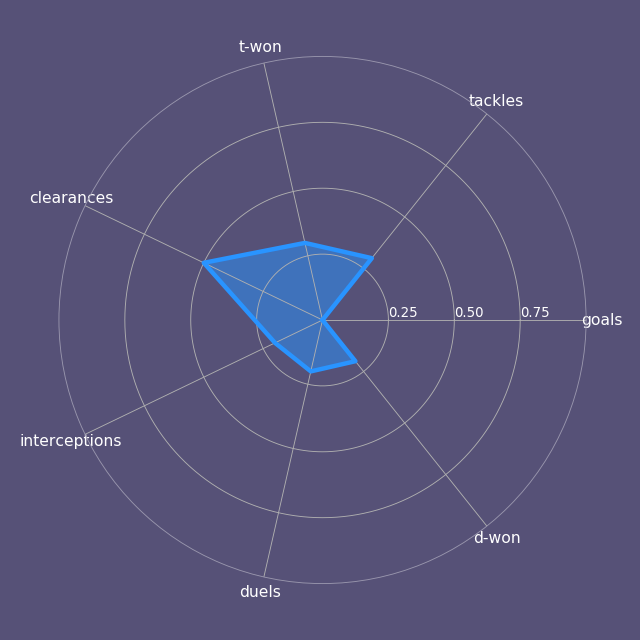 t-won
tackles
clearances
0.25 0.50 0.75
goals
interceptions
d-won
duels